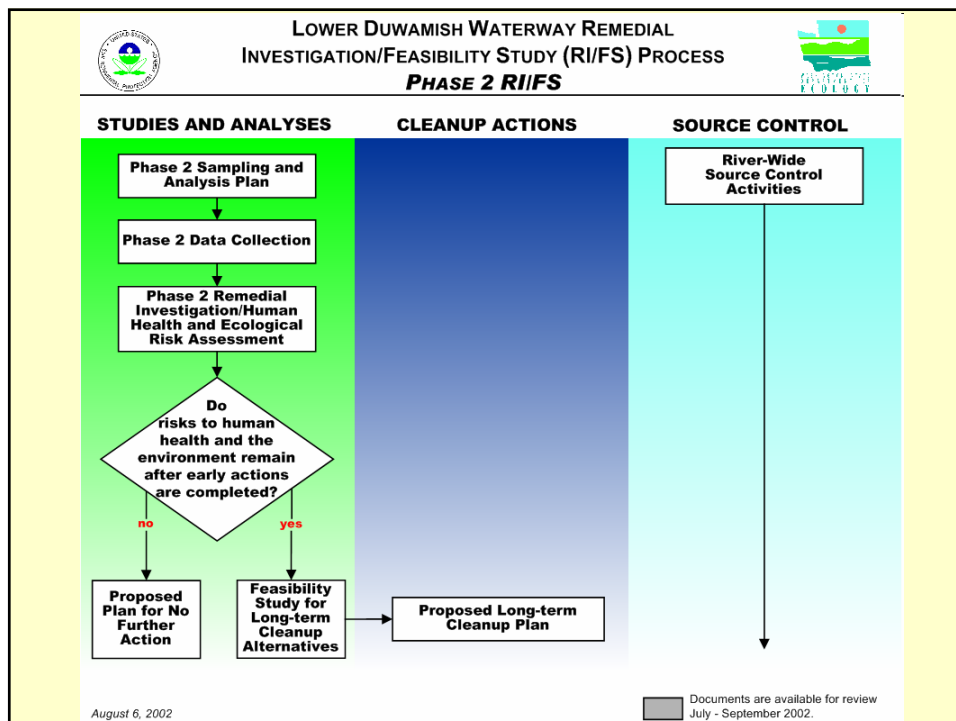 LOWER DUWAMISH WATERWAY REMEDIAL
INVESTIGATION/FEASIBILITY STUDY (RI/FS) PROCESS
PHASE 2 RI/FS
ECOLOGY
STUDIES AND ANALYSES
CLEANUP ACTIONS
SOURCE CONTROL
Phase 2 Sampling and
Analysis Plan
Phase 2 Data Collection
Phase 2 Remedial
Investigation/Human
Health and Ecological
Risk Assessment
Do
risks to human
health and the
environment remain
after early actions
are completed?
no
yes
Proposed
Plan for No
Further
Action
Feasibility
Study for
Long-term
Cleanup
Alternatives
Proposed Long-term
Cleanup Plan
River-Wide
Source Control
Activities
August 6, 2002
Documents are available for review
July - September 2002.